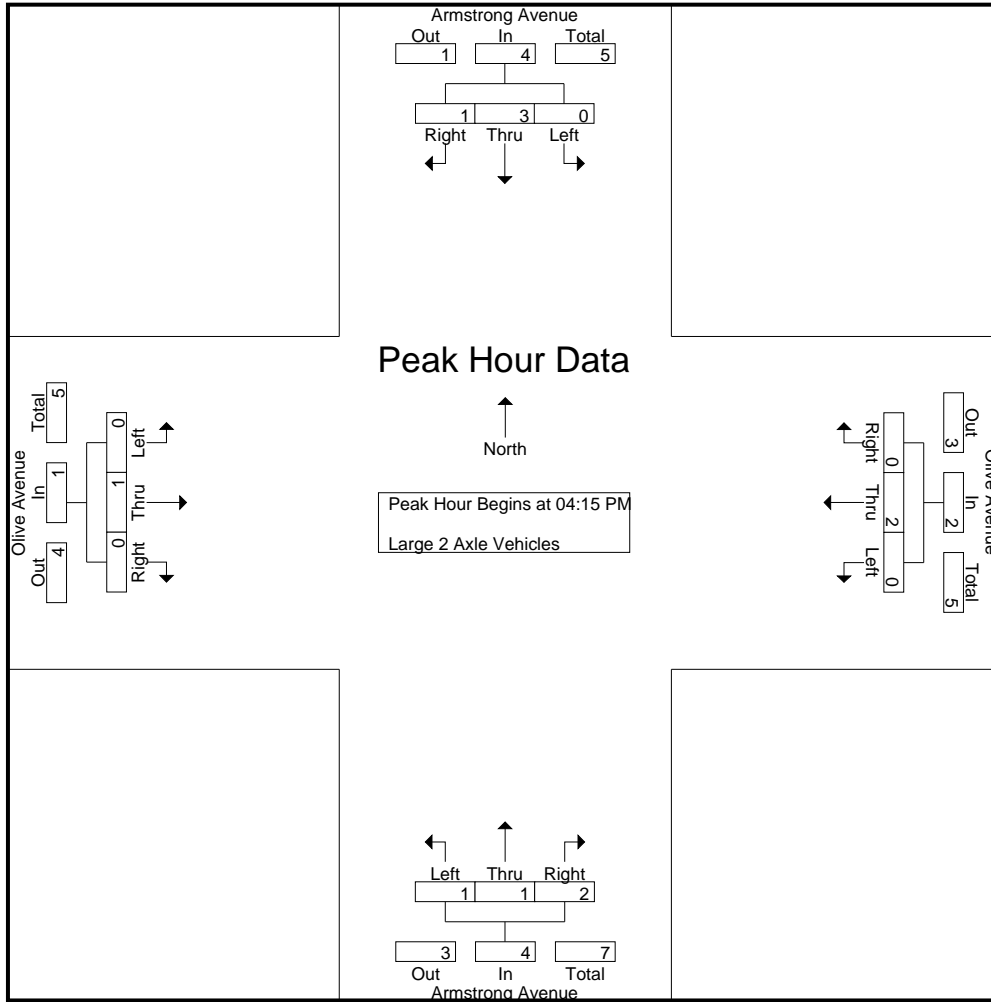 Armstrong Avenue
Out In Total
1 4 5
1 3 0
Right Thru Left
Peak Hour Data
North
Peak Hour Begins at 04:15 PM
Large 2 Axle Vehicles
Olive Avenue
Out In Total
4 1 5
Right Thru Left
0 1 0
Olive Avenue
Out In Total
3 2 5
Right Thru Left
0 2 0
Left Thru Right
1 1 2
3 4 7
Out In Total
Armstrong Avenue